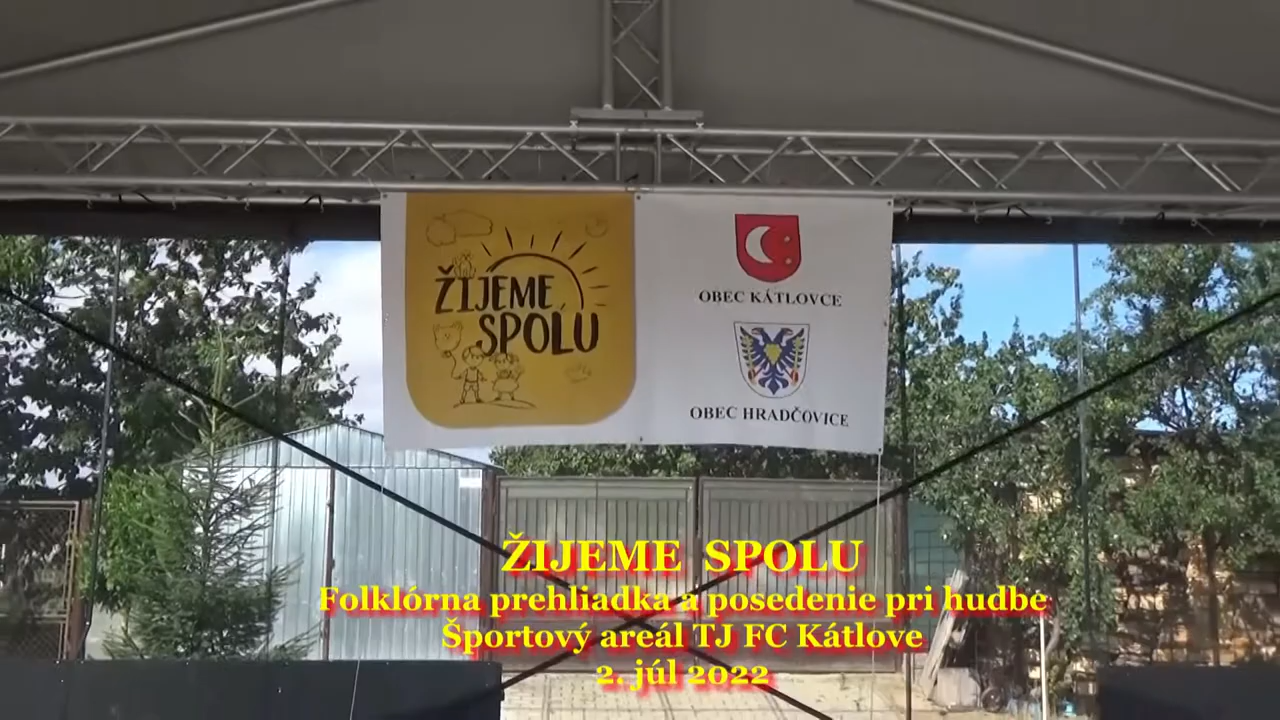 ŽIJEME
SPOLU
OBEC KÁTLOVCE
OBEC HRADČOVICE
ŽIJEME SPOLU
Folklórna prehliadka a posedenie pri hudbe
Športový areál TJ FC Kátlove
2. júl 2022